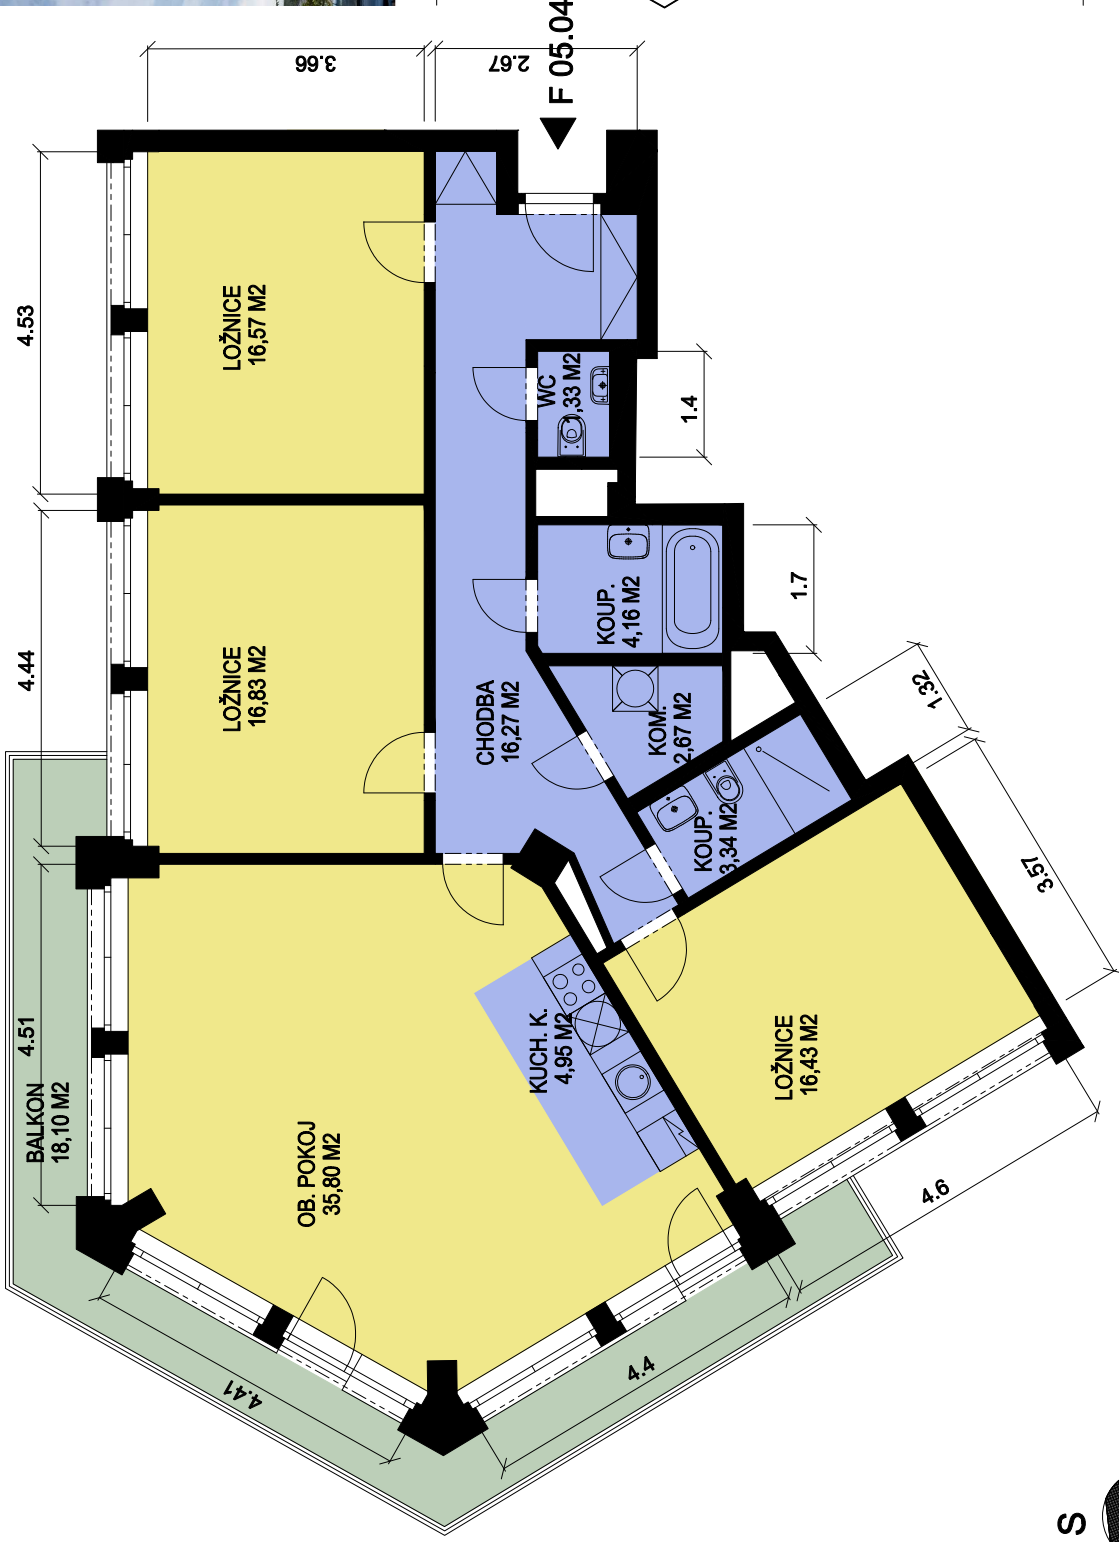 F 05.04
3.66
2.67
4.53
LOŽNICE
16,57 M2
WC
1,33 M2
1.4
4.44
LOŽNICE
16,83 M2
CHODBA
16,27 M2
KOUP.
4,16 M2
1.7
KOM.
2,67 M2
1.32
KOUP.
3,34 M2
3.57
4.51
BALKON
18,10 M2
OB. POKOJ
35,80 M2
KUCH. K.
4,95 M2
LOŽNICE
16,43 M2
4.6
4.41
4.4
S